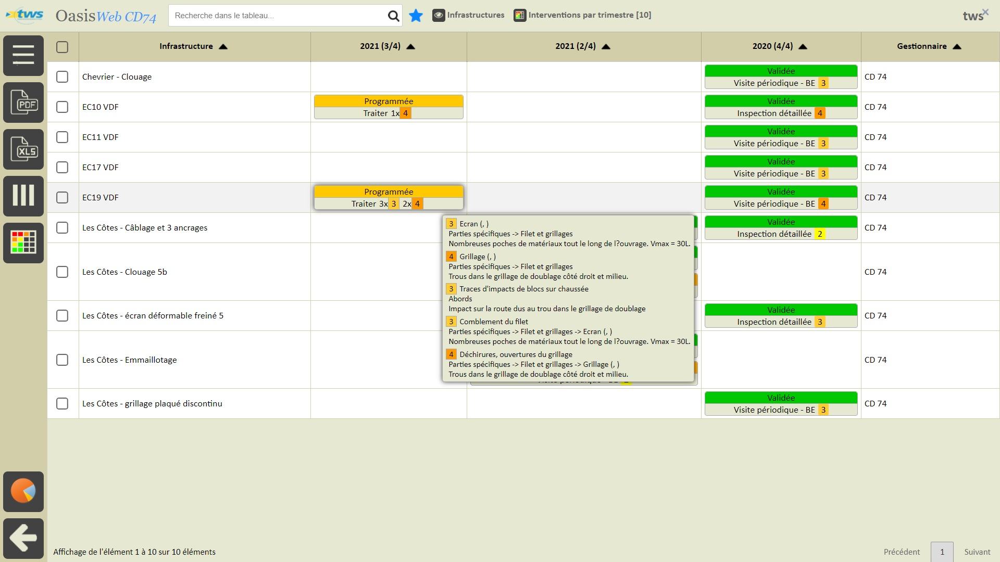 tws
OasisWeb CD74
Recherche dans le tableau...
Infrastructures
Interventions par trimestre [10]
tws
Infrastructure
2021 (3/4)
2021 (2/4)
2020 (4/4)
Gestionnaire
Chevrier - Clouage
Validée
Visite périodique - BE 3
CD 74
EC10 VDF
Programmée
Traiter 1x 4
Validée
Inspection détaillée 4
CD 74
EC11 VDF
Validée
Visite périodique - BE 3
CD 74
EC17 VDF
Validée
Visite périodique - BE 3
CD 74
EC19 VDF
Programmée
Traiter 3x 3 2x 4
Validée
Visite périodique - BE 4
CD 74
Les Côtes - Câblage et 3 ancrages
Validée
Inspection détaillée 2
CD 74
Les Côtes - Clouage 5b
CD 74
Les Côtes - écran déformable freiné 5
Validée
Inspection détaillée 3
CD 74
Les Côtes - Emmaillotage
CD 74
Les Côtes - grillage plaqué discontinu
Validée
Visite périodique - BE 3
CD 74
3 Ecran (, )
Parties spécifiques -> Filet et grillages
Nombreuses poches de matériaux tout le long de l?ouvrage. Vmax = 30L.
4 Grillage (, )
Parties spécifiques -> Filet et grillages
Trous dans le grillage de doublage côté droit et milieu.
3 Traces d'impacts de blocs sur chaussée
Abords
Impact sur la route dus au trou dans le grillage de doublage
3 Comblement du filet
Parties spécifiques -> Filet et grillages -> Ecran (, )
Nombreuses poches de matériaux tout le long de l?ouvrage. Vmax = 30L.
4 Déchirures, ouvertures du grillage
Parties spécifiques -> Filet et grillages -> Grillage (, )
Trous dans le grillage de doublage côté droit et milieu.
PDF
XLS
Affichage de l'élément 1 à 10 sur 10 éléments
Précédent
1
Suivant